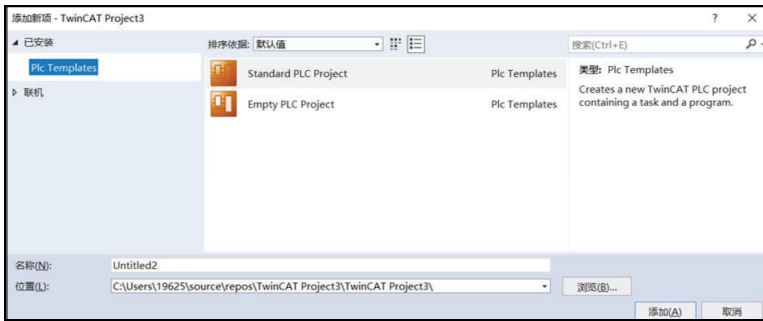 添加新项 - TwinCAT Project3
? ×
▲ 已安装
排序依据: 默认值
搜索(Ctrl+E)
Plc Templates
Standard PLC Project Plc Templates
类型: Plc Templates
▷ 联机
Empty PLC Project Plc Templates
Creates a new TwinCAT PLC project
containing a task and a program.
名称(N): Untitled2
位置(L): C:\Users\19625\source\repos\TwinCAT Project3\TwinCAT Project3\
浏览(B)...
添加(A) 取消